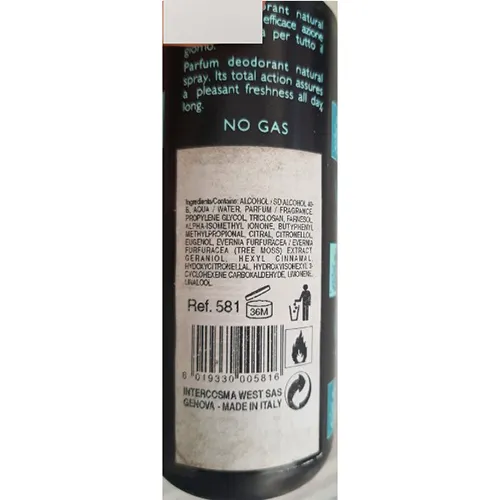 deodorant natural
efficace azione
per tutto il
giorno.
Parfum deodorant natural
spray. Its total action assures
a pleasant freshness all day
long.
NO GAS
Ingredients/Contains: ALCOHOL / SD ALCOHOL 40-
B, AQUA / WATER, PARFUM / FRAGRANCE,
PROPYLENE GLYCOL, TRICLOSAN, FARNESOL,
ALPHA-ISOMETHYL IONONE, BUTYPHENYL
METHYLPROPIONAL, CITRAL, CITRONELLOL,
EUGENOL, EVERNIA FURFURACEA / EVERNIA
FURFURACEA (TREE MOSS) EXTRACT,
GERANIOL, HEXYL CINNAMAL,
HYDOXYCITRONELLAL, HYDROXYISOHEXYL 3-
CYCLOHEXENE CARBOXALDEHYDE, LIMONENE,
LINALOOL
Ref. 581
36M
8 019330 005816
INTERCOSMA WEST SAS
GENOVA - MADE IN ITALY